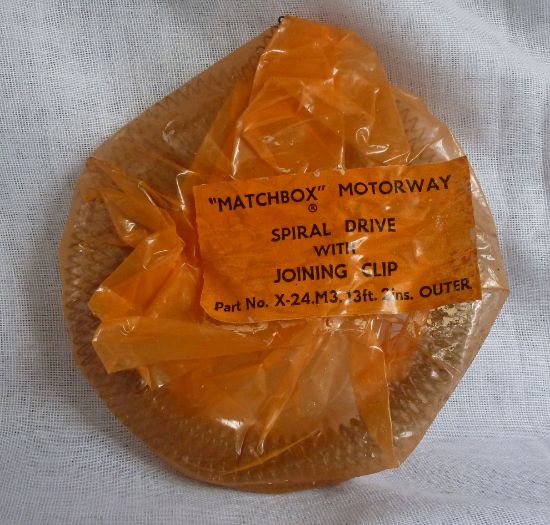 "MATCHBOX" MOTORWAY
®
SPIRAL DRIVE
WITH
JOINING CLIP
Part No. X-24.M3. 13ft. 2ins. OUTER